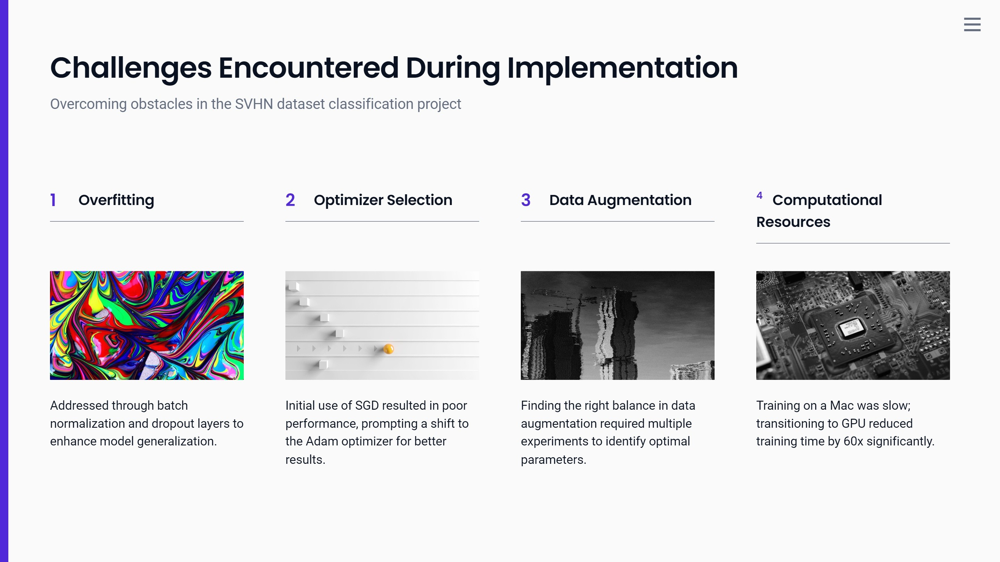 Challenges Encountered During Implementation
Overcoming obstacles in the SVHN dataset classification project
1 Overfitting
Addressed through batch
normalization and dropout layers to
enhance model generalization.
2 Optimizer Selection
Initial use of SGD resulted in poor
performance, prompting a shift to
the Adam optimizer for better
results.
3 Data Augmentation
Finding the right balance in data
augmentation required multiple
experiments to identify optimal
parameters.
4 Computational
Resources
Training on a Mac was slow;
transitioning to GPU reduced
training time by 60x significantly.